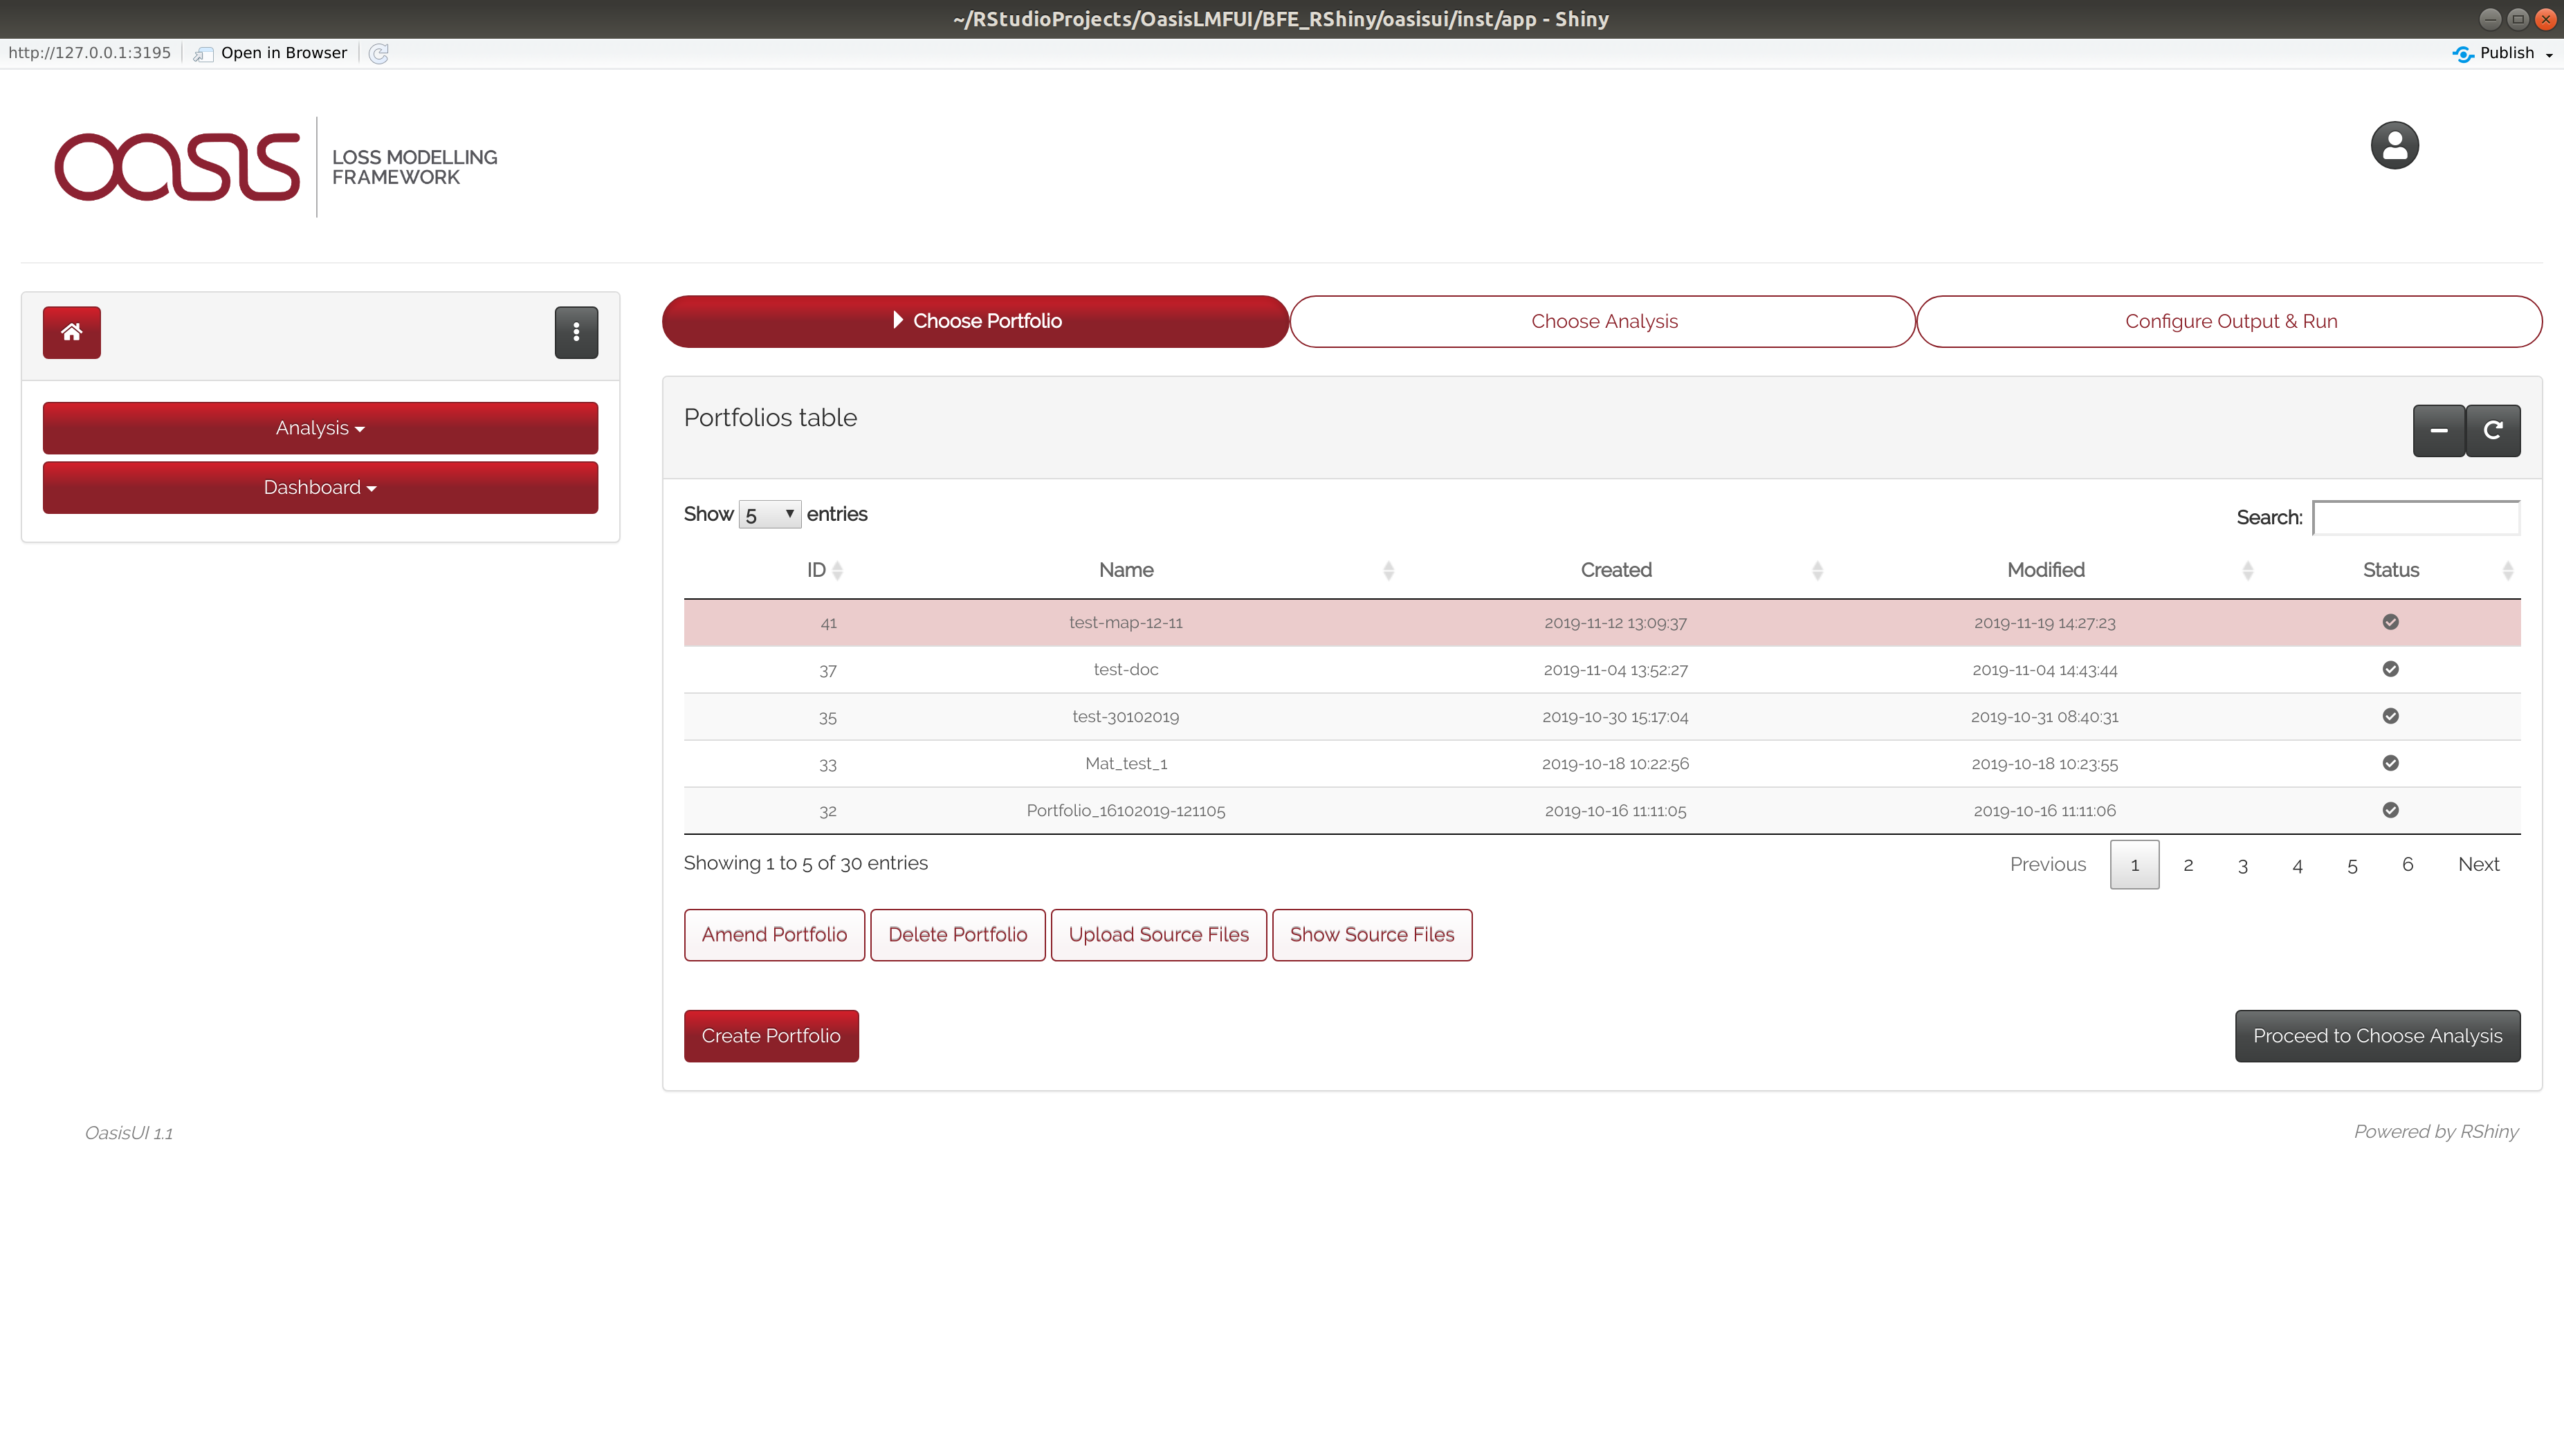 ~/RStudioProjects/OasisLMFUI/BFE_RShiny/oasisui/inst/app - Shiny
http://127.0.0.1:3195 Open in Browser Publish
oasis LOSS MODELLING
FRAMEWORK
Choose Portfolio Choose Analysis Configure Output & Run
Analysis
Dashboard
Portfolios table
Show 5 entries Search:
ID Name Created Modified Status
41 test-map-12-11 2019-11-12 13:09:37 2019-11-19 14:27:23
37 test-doc 2019-11-04 13:52:27 2019-11-04 14:43:44
35 test-30102019 2019-10-30 15:17:04 2019-10-31 08:40:31
33 Mat_test_1 2019-10-18 10:22:56 2019-10-18 10:23:55
32 Portfolio_16102019-121105 2019-10-16 11:11:05 2019-10-16 11:11:06
Showing 1 to 5 of 30 entries Previous 1 2 3 4 5 6 Next
Amend Portfolio Delete Portfolio Upload Source Files Show Source Files
Create Portfolio Proceed to Choose Analysis
OasisUI 1.1 Powered by RShiny